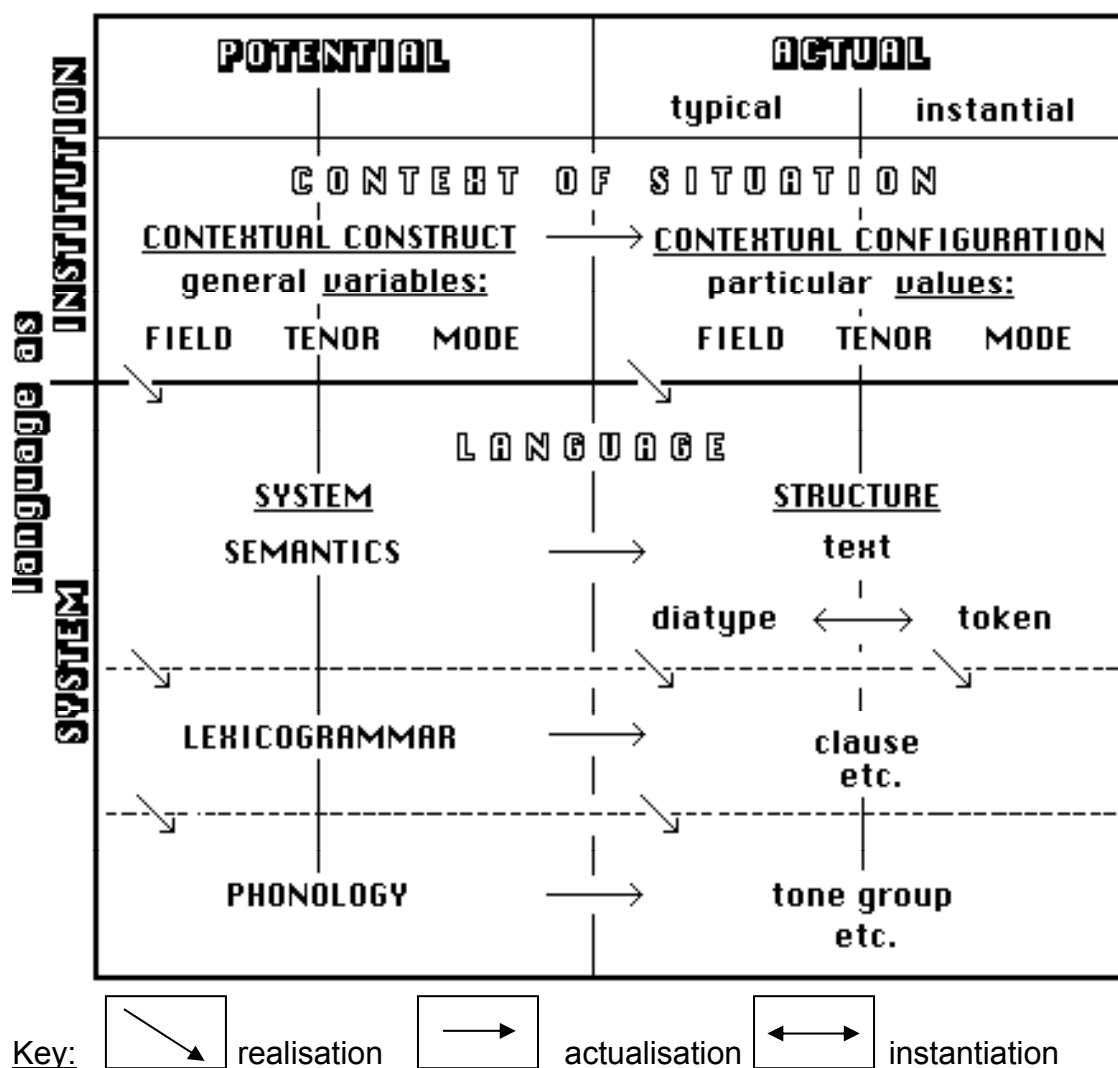 POTENTIAL ACTUAL
typical instantial
CONTEXT OF SITUATION
CONTEXTUAL CONSTRUCT CONTEXTUAL CONFIGURATION
general variables: particular values:
FIELD TENOR MODE FIELD TENOR MODE
LANGUAGE
SYSTEM STRUCTURE
SEMANTICS text
diatype token
LEXICOGRAMMAR clause
etc.
PHONOLOGY tone group
etc.
language as
INSTITUTION
SYSTEM
Key: realisation actualisation instantiation